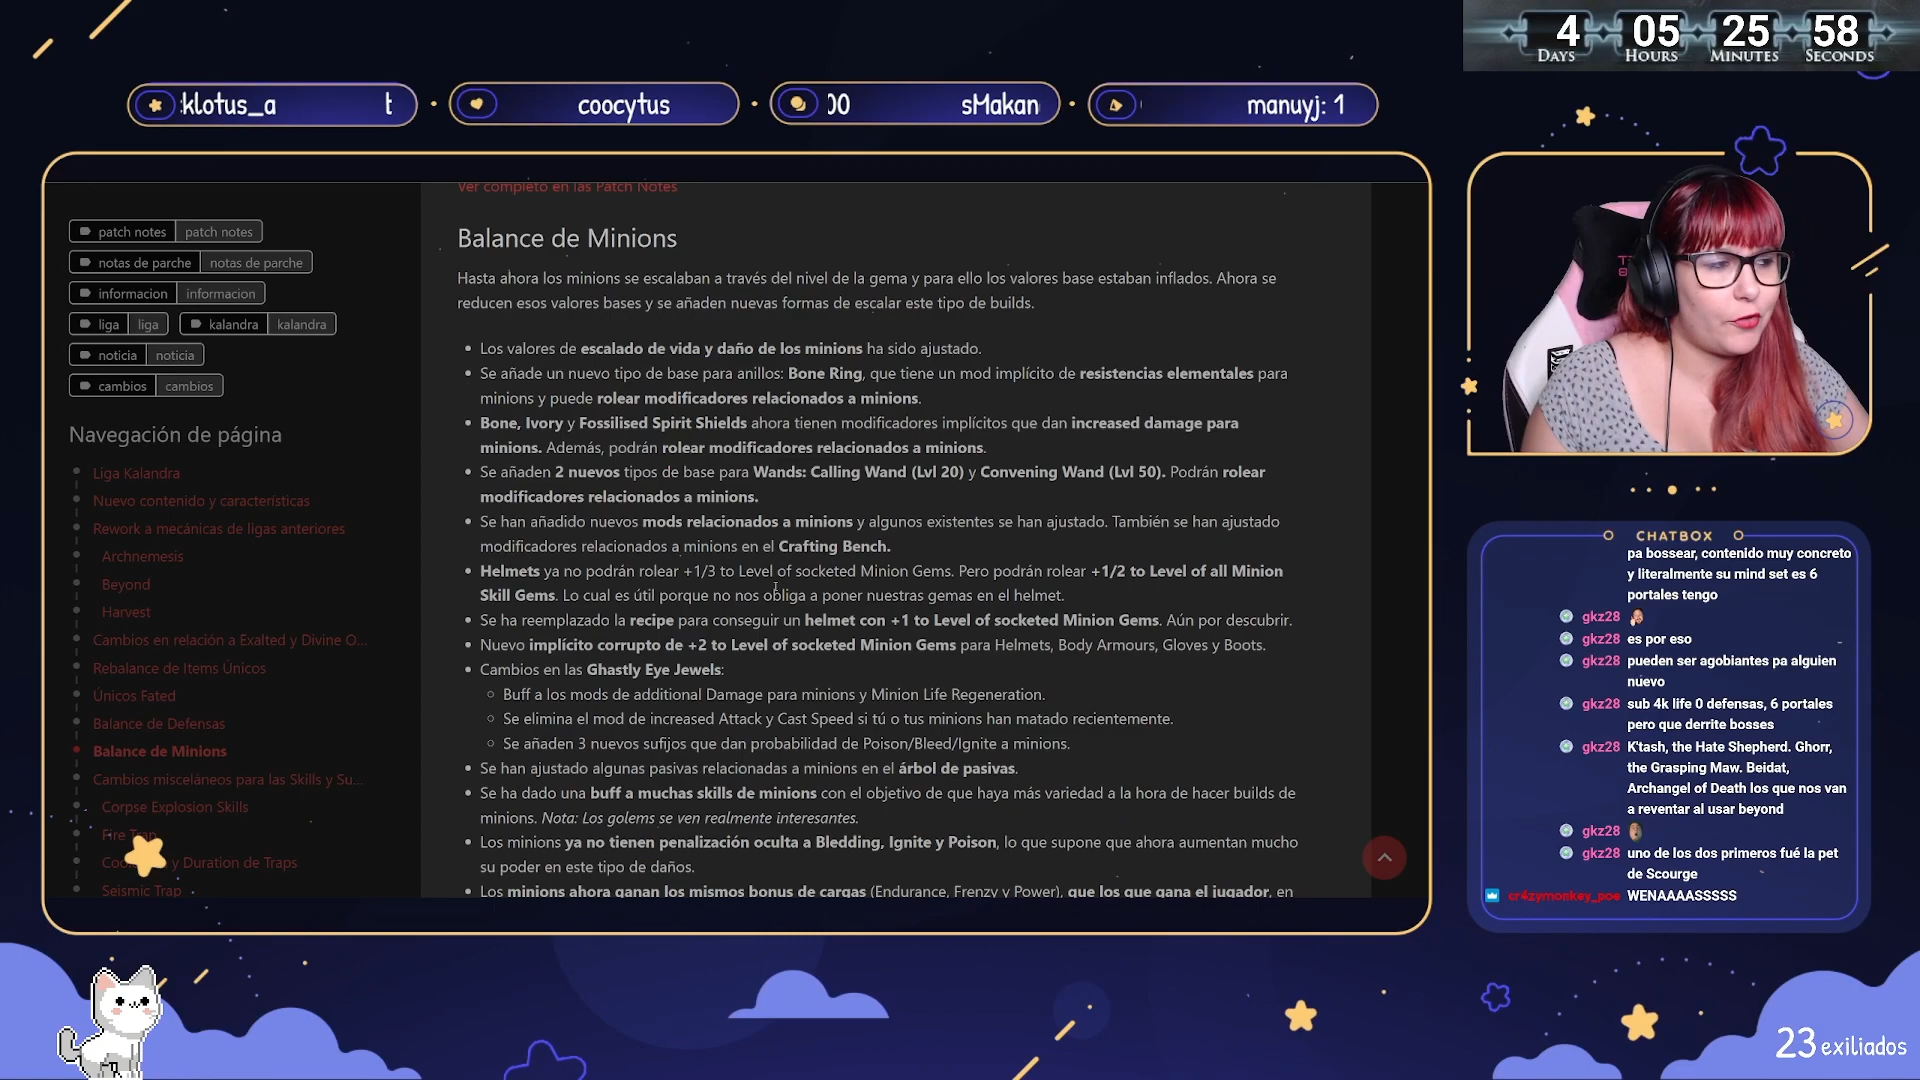 4 05 25 58
DAYS HOURS MINUTES SECONDS
klotus_a t
coocytus
00 sMakan
manuyj: 1
Ver completo en las Patch Notes
patch notes patch notes
notas de parche notas de parche
informacion informacion
liga liga kalandra kalandra
noticia noticia
cambios cambios
Navegación de página
Liga Kalandra
Nuevo contenido y características
Rework a mecánicas de ligas anteriores
Archnemesis
Beyond
Harvest
Cambios en relación a Exalted y Divine O...
Rebalance de Items Únicos
Únicos Fated
Balance de Defensas
Balance de Minions
Cambios misceláneos para las Skills y Su...
Corpse Explosion Skills
Fire Trap
y Duration de Traps
Seismic Trap
Balance de Minions
Hasta ahora los minions se escalaban a través del nivel de la gema y para ello los valores base estaban inflados. Ahora se
reducen esos valores bases y se añaden nuevas formas de escalar este tipo de builds.
Los valores de escalado de vida y daño de los minions ha sido ajustado.
Se añade un nuevo tipo de base para anillos: Bone Ring, que tiene un mod implícito de resistencias elementales para
minions y puede rolear modificadores relacionados a minions.
Bone, Ivory y Fossilised Spirit Shields ahora tienen modificadores implícitos que dan increased damage para
minions. Además, podrán rolear modificadores relacionados a minions.
Se añaden 2 nuevos tipos de base para Wands: Calling Wand (Lvl 20) y Convening Wand (Lvl 50). Podrán rolear
modificadores relacionados a minions.
Se han añadido nuevos mods relacionados a minions y algunos existentes se han ajustado. También se han ajustado
modificadores relacionados a minions en el Crafting Bench.
Helmets ya no podrán rolear +1/3 to Level of socketed Minion Gems. Pero podrán rolear +1/2 to Level of all Minion
Skill Gems. Lo cual es útil porque no nos obliga a poner nuestras gemas en el helmet.
Se ha reemplazado la recipe para conseguir un helmet con +1 to Level of socketed Minion Gems. Aún por descubrir.
Nuevo implícito corrupto de +2 to Level of socketed Minion Gems para Helmets, Body Armours, Gloves y Boots.
Cambios en las Ghastly Eye Jewels:
Buff a los mods de additional Damage para minions y Minion Life Regeneration.
Se elimina el mod de increased Attack y Cast Speed si tú o tus minions han matado recientemente.
Se añaden 3 nuevos sufijos que dan probabilidad de Poison/Bleed/Ignite a minions.
Se han ajustado algunas pasivas relacionadas a minions en el árbol de pasivas.
Se ha dado una buff a muchas skills de minions con el objetivo de que haya más variedad a la hora de hacer builds de
minions. Nota: Los golems se ven realmente interesantes.
Los minions ya no tienen penalización oculta a Bledding, Ignite y Poison, lo que supone que ahora aumentan mucho
su poder en este tipo de daños.
Los minions ahora ganan los mismos bonus de cargas (Endurance, Frenzy y Power), que los que gana el jugador, en
CHATBOX
pa bossear, contenido muy concreto
y literalmente su mind set es 6
portales tengo
gkz28
gkz28 es por eso
gkz28 pueden ser agobiantes pa alguien
nuevo
gkz28 sub 4k life 0 defensas, 6 portales
pero que derrite bosses
gkz28 K'tash, the Hate Shepherd. Ghorr,
the Grasping Maw. Beidat,
Archangel of Death los que nos van
a reventar al usar beyond
gkz28
gkz28 uno de los dos primeros fué la pet
de Scourge
cr4zymonkey_poe WENAAAASSSSS
23 exiliados